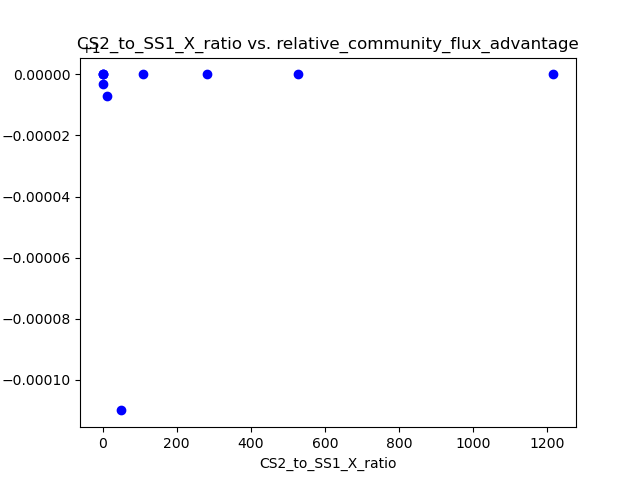 CS2_to_SS1_X_ratio vs. relative_community_flux_advantage
+1
0.00000
−0.00002
−0.00004
−0.00006
−0.00008
−0.00010
0 200 400 600 800 1000 1200
CS2_to_SS1_X_ratio